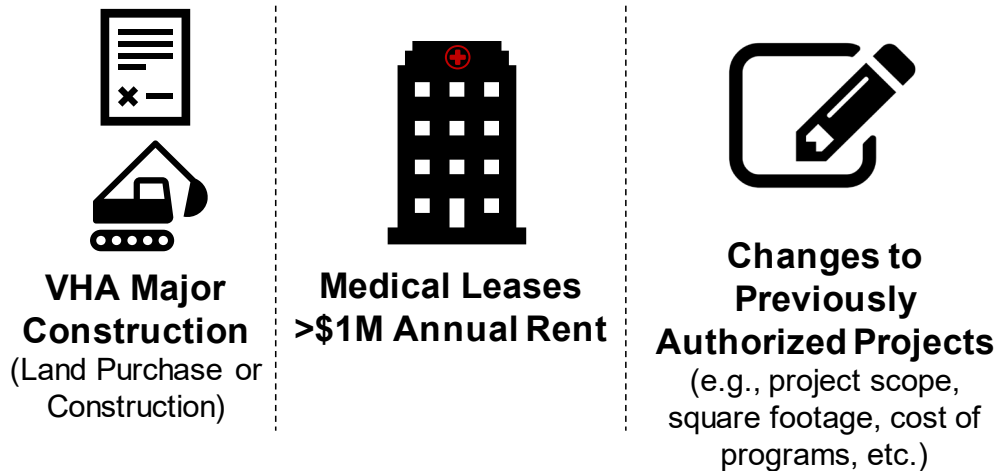 VHA Major
Construction
(Land Purchase or
Construction)
Medical Leases
>$1M Annual Rent
Changes to
Previously
Authorized Projects
(e.g., project scope,
square footage, cost of
programs, etc.)